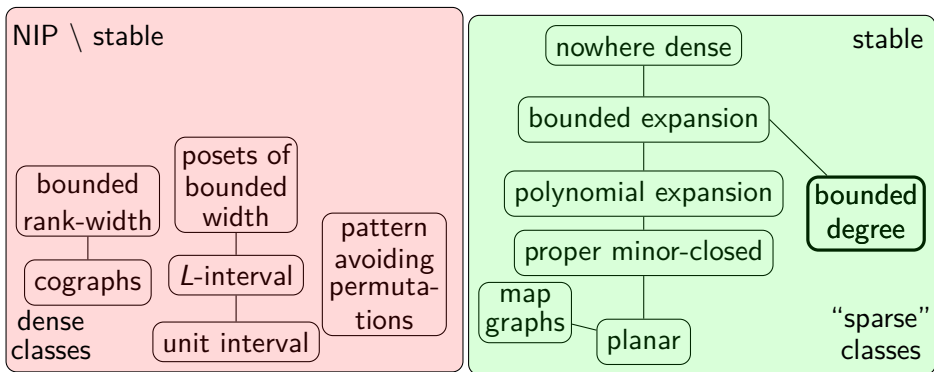 NIP \ stable
posets of
bounded
width
bounded
rank-width
cographs
L-interval
unit interval
pattern
avoiding
permuta-
tions
dense
classes
stable
nowhere dense
bounded expansion
polynomial expansion
bounded
degree
proper minor-closed
map
graphs
planar
“sparse”
classes